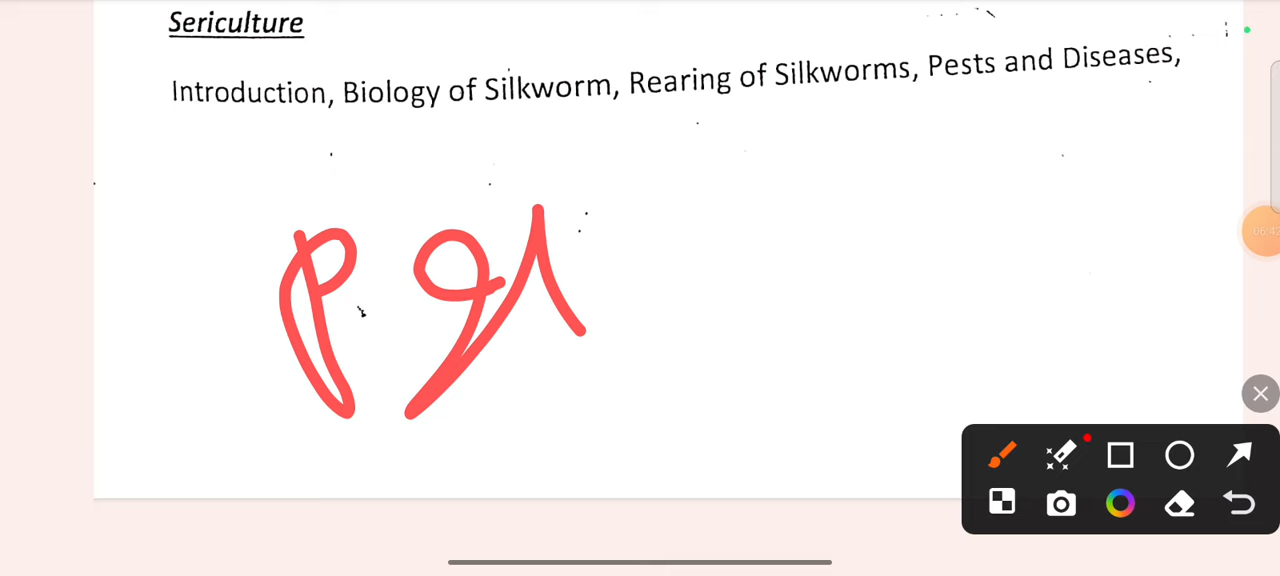 Sericulture
Introduction, Biology of Silkworm, Rearing of Silkworms, Pests and Diseases,